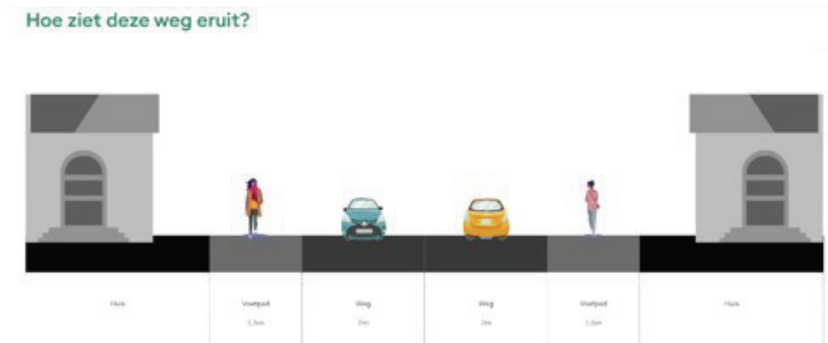 Hoe ziet deze weg eruit?
Huis Voetpad Weg Weg Voetpad Huis
1,5m 2m 2m 1,5m